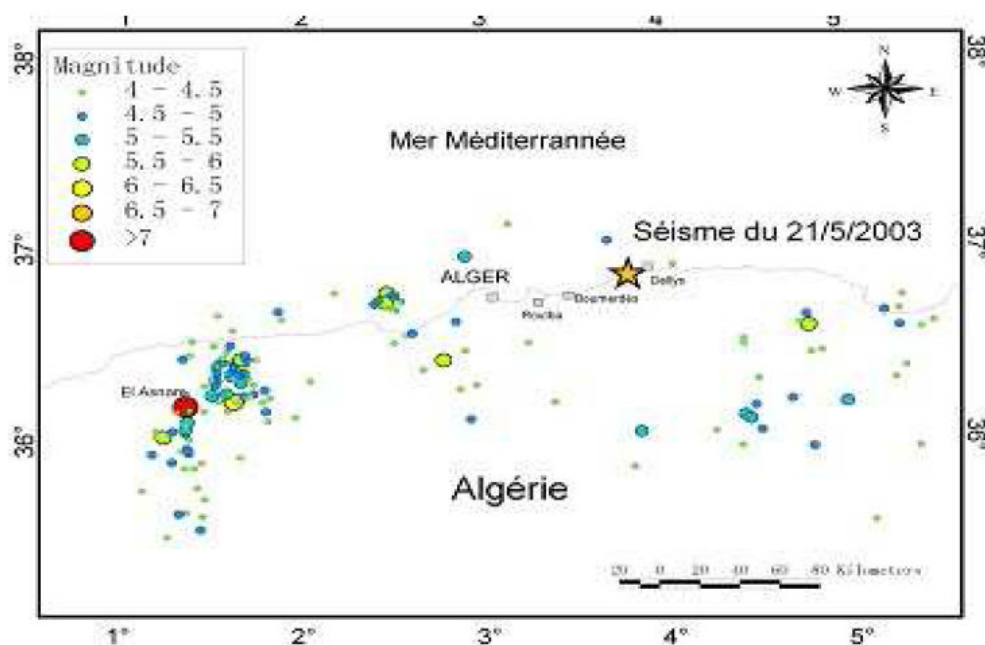 1 2 3 4 5
38°
38°
Magnitude
4 - 4.5
4.5 - 5
5 - 5.5
5.5 - 6
6 - 6.5
6.5 - 7
>7
N
W E
S
Mer Méditerrannée
37°
37°
Séisme du 21/5/2003
ALGER
Dellys
Boumerdès
Rouiba
El Asnam
36°
36°
Algérie
20 0 20 40 60 80 Kilometers
1° 2° 3° 4° 5°